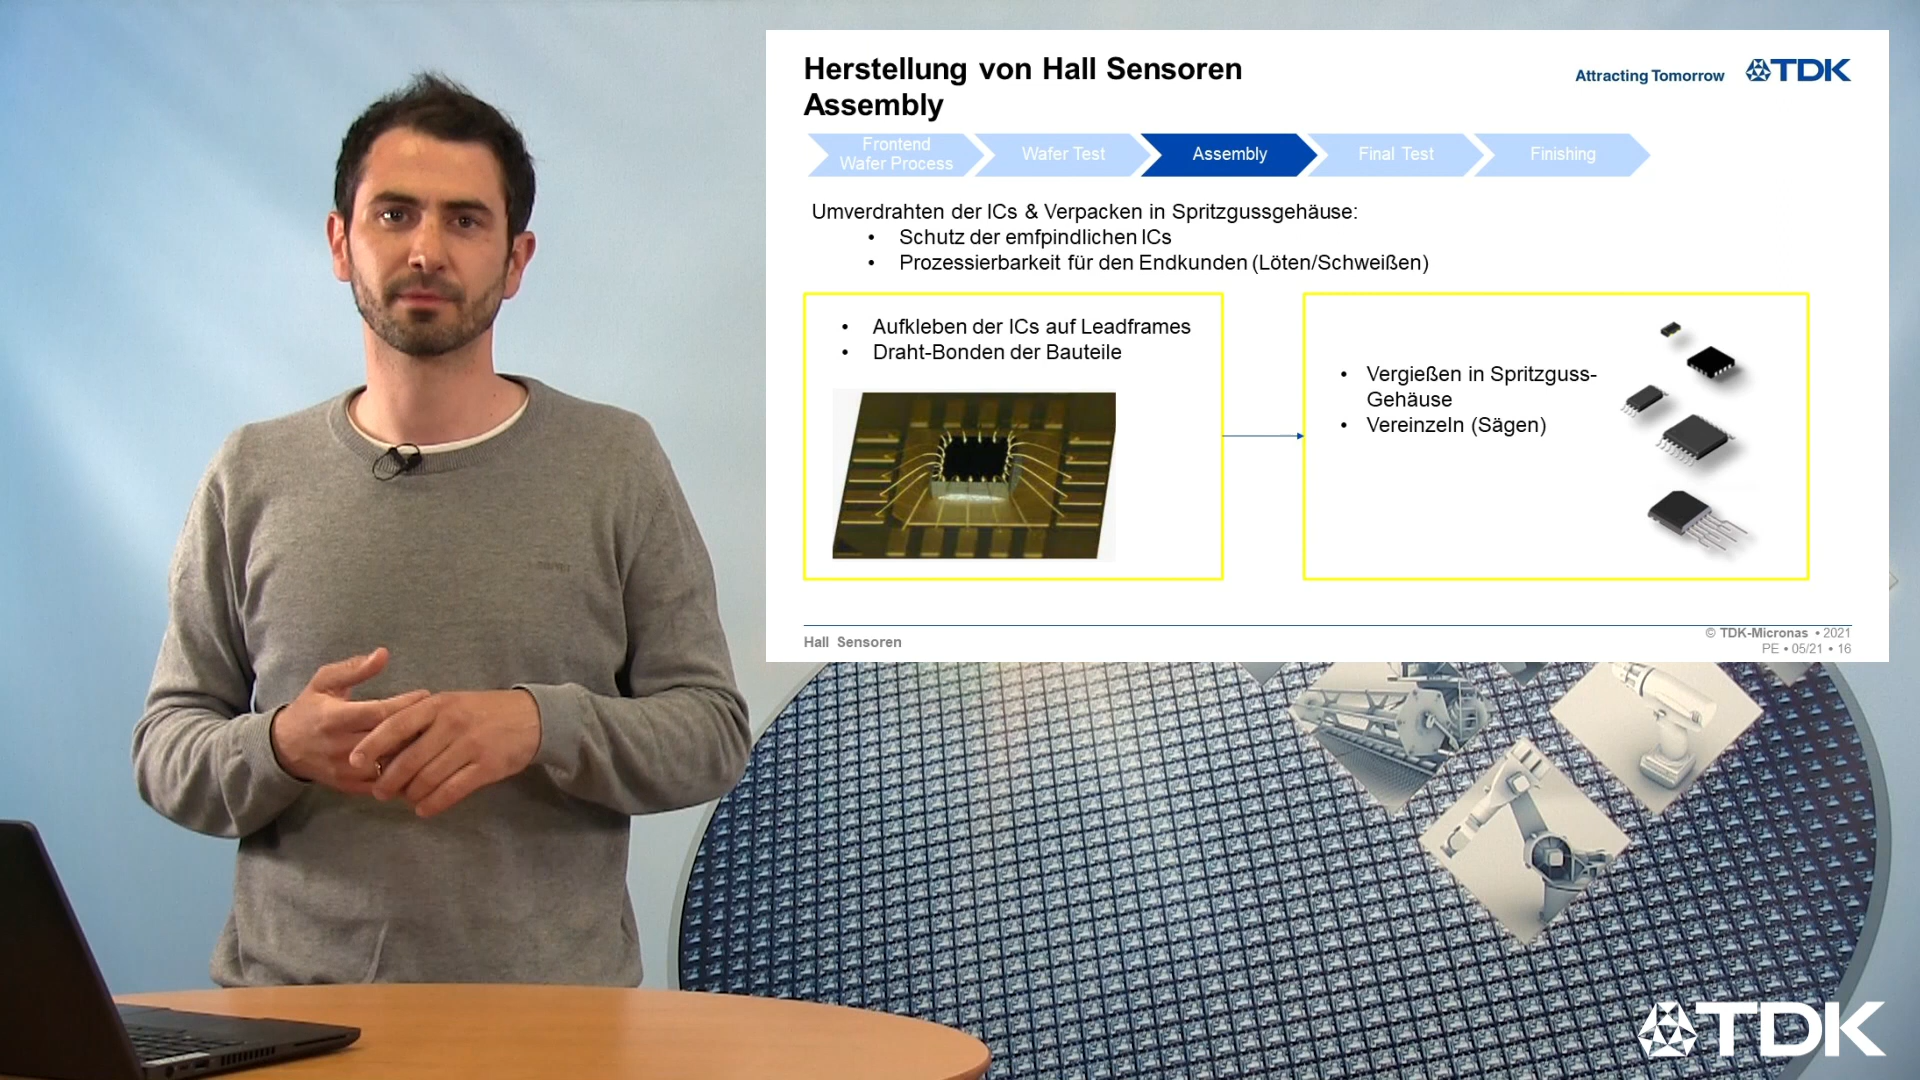 Herstellung von Hall Sensoren
Assembly
Attracting Tomorrow
TDK
Frontend
Wafer Process
Wafer Test
Assembly
Final Test
Finishing
Umverdrahten der ICs & Verpacken in Spritzgussgehäuse:
• Schutz der emfpindlichen ICs
• Prozessierbarkeit für den Endkunden (Löten/Schweißen)
• Aufkleben der ICs auf Leadframes
• Draht-Bonden der Bauteile
• Vergießen in Spritzguss-
Gehäuse
• Vereinzeln (Sägen)
Hall Sensoren
© TDK-Micronas • 2021
PE • 05/21 • 16
TDK